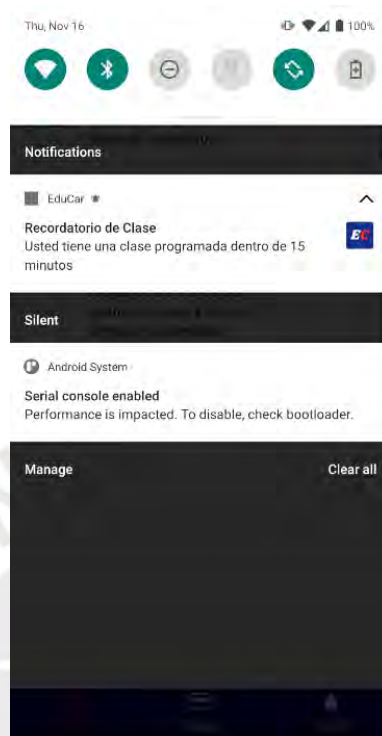 Thu, Nov 16
100%
Notifications
EduCar
Recordatorio de Clase
Usted tiene una clase programada dentro de 15
minutos
EC
Silent
Android System
Serial console enabled
Performance is impacted. To disable, check bootloader.
Manage
Clear all